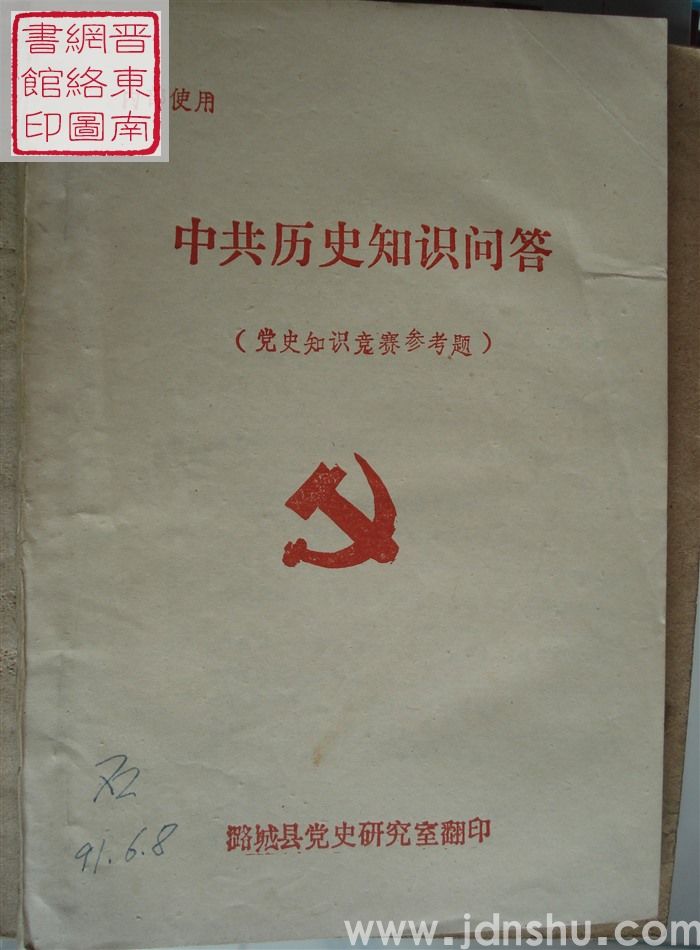 晋東南
網絡圖
書館印
使用
中共历史知识问答
（党史知识竞赛参考题）
91.6.8
潞城县党史研究室翻印
www.jdnshu.com